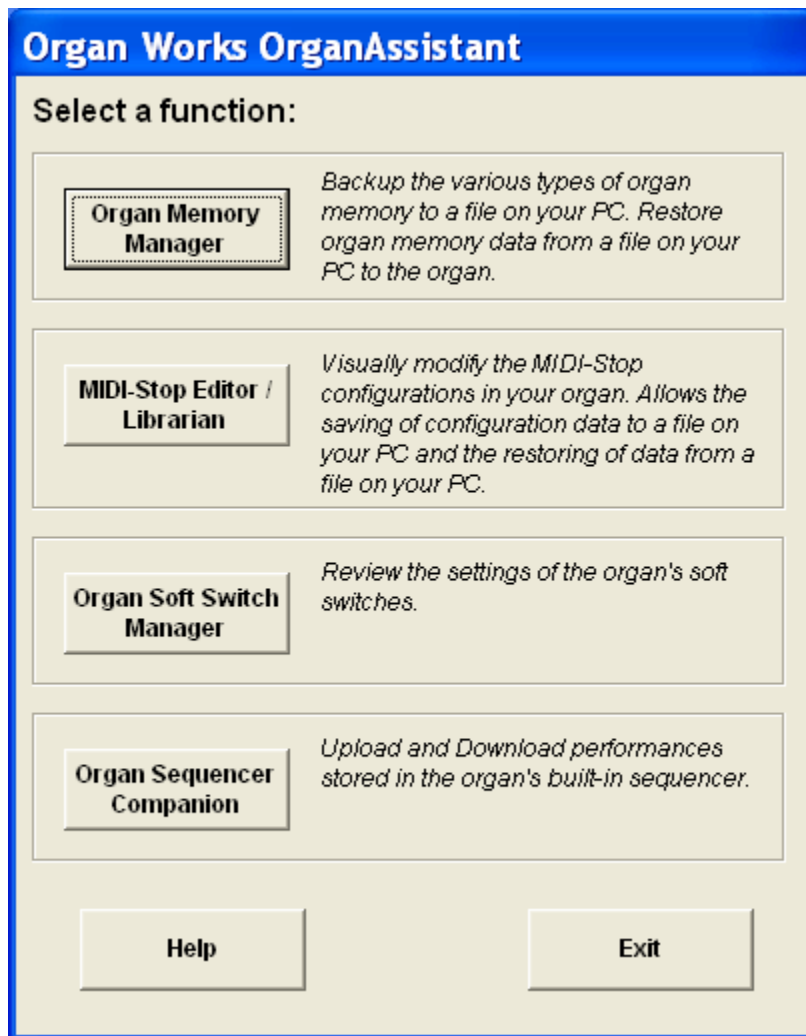 Organ Works OrganAssistant
Select a function:
Organ Memory
Manager
Backup the various types of organ
memory to a file on your PC. Restore
organ memory data from a file on your
PC to the organ.
MIDI-Stop Editor /
Librarian
Visually modify the MIDI-Stop
configurations in your organ. Allows the
saving of configuration data to a file on
your PC and the restoring of data from a
file on your PC.
Organ Soft Switch
Manager
Review the settings of the organ's soft
switches.
Organ Sequencer
Companion
Upload and Download performances
stored in the organ's built-in sequencer.
Help
Exit